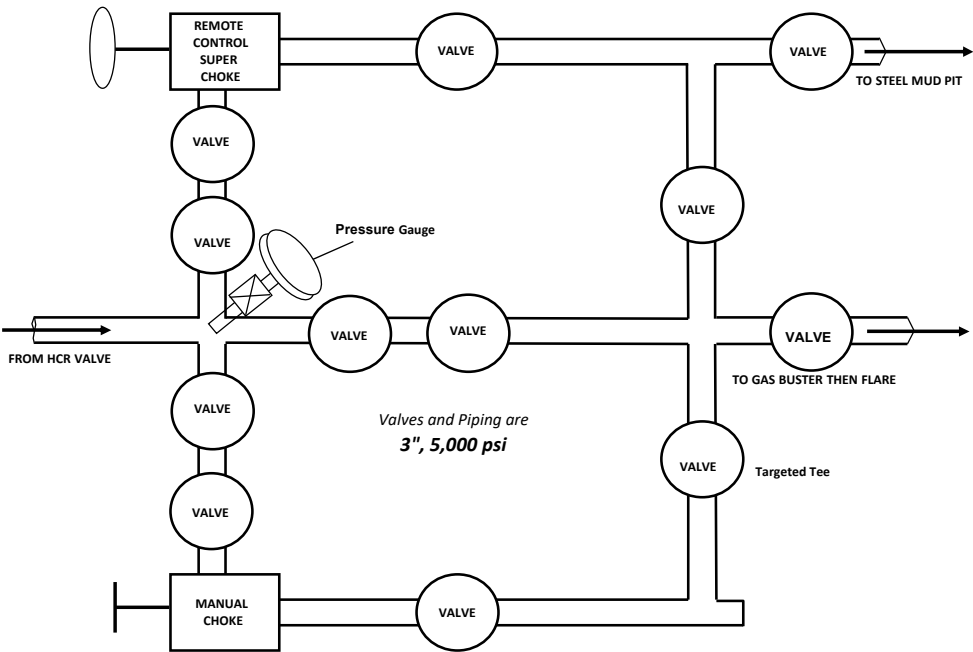 REMOTE
CONTROL
SUPER
CHOKE
VALVE
VALVE
TO STEEL MUD PIT
VALVE
VALVE
VALVE
Pressure Gauge
FROM HCR VALVE
VALVE
VALVE
VALVE
TO GAS BUSTER THEN FLARE
VALVE
Valves and Piping are
3", 5,000 psi
VALVE
Targeted Tee
VALVE
MANUAL
CHOKE
VALVE